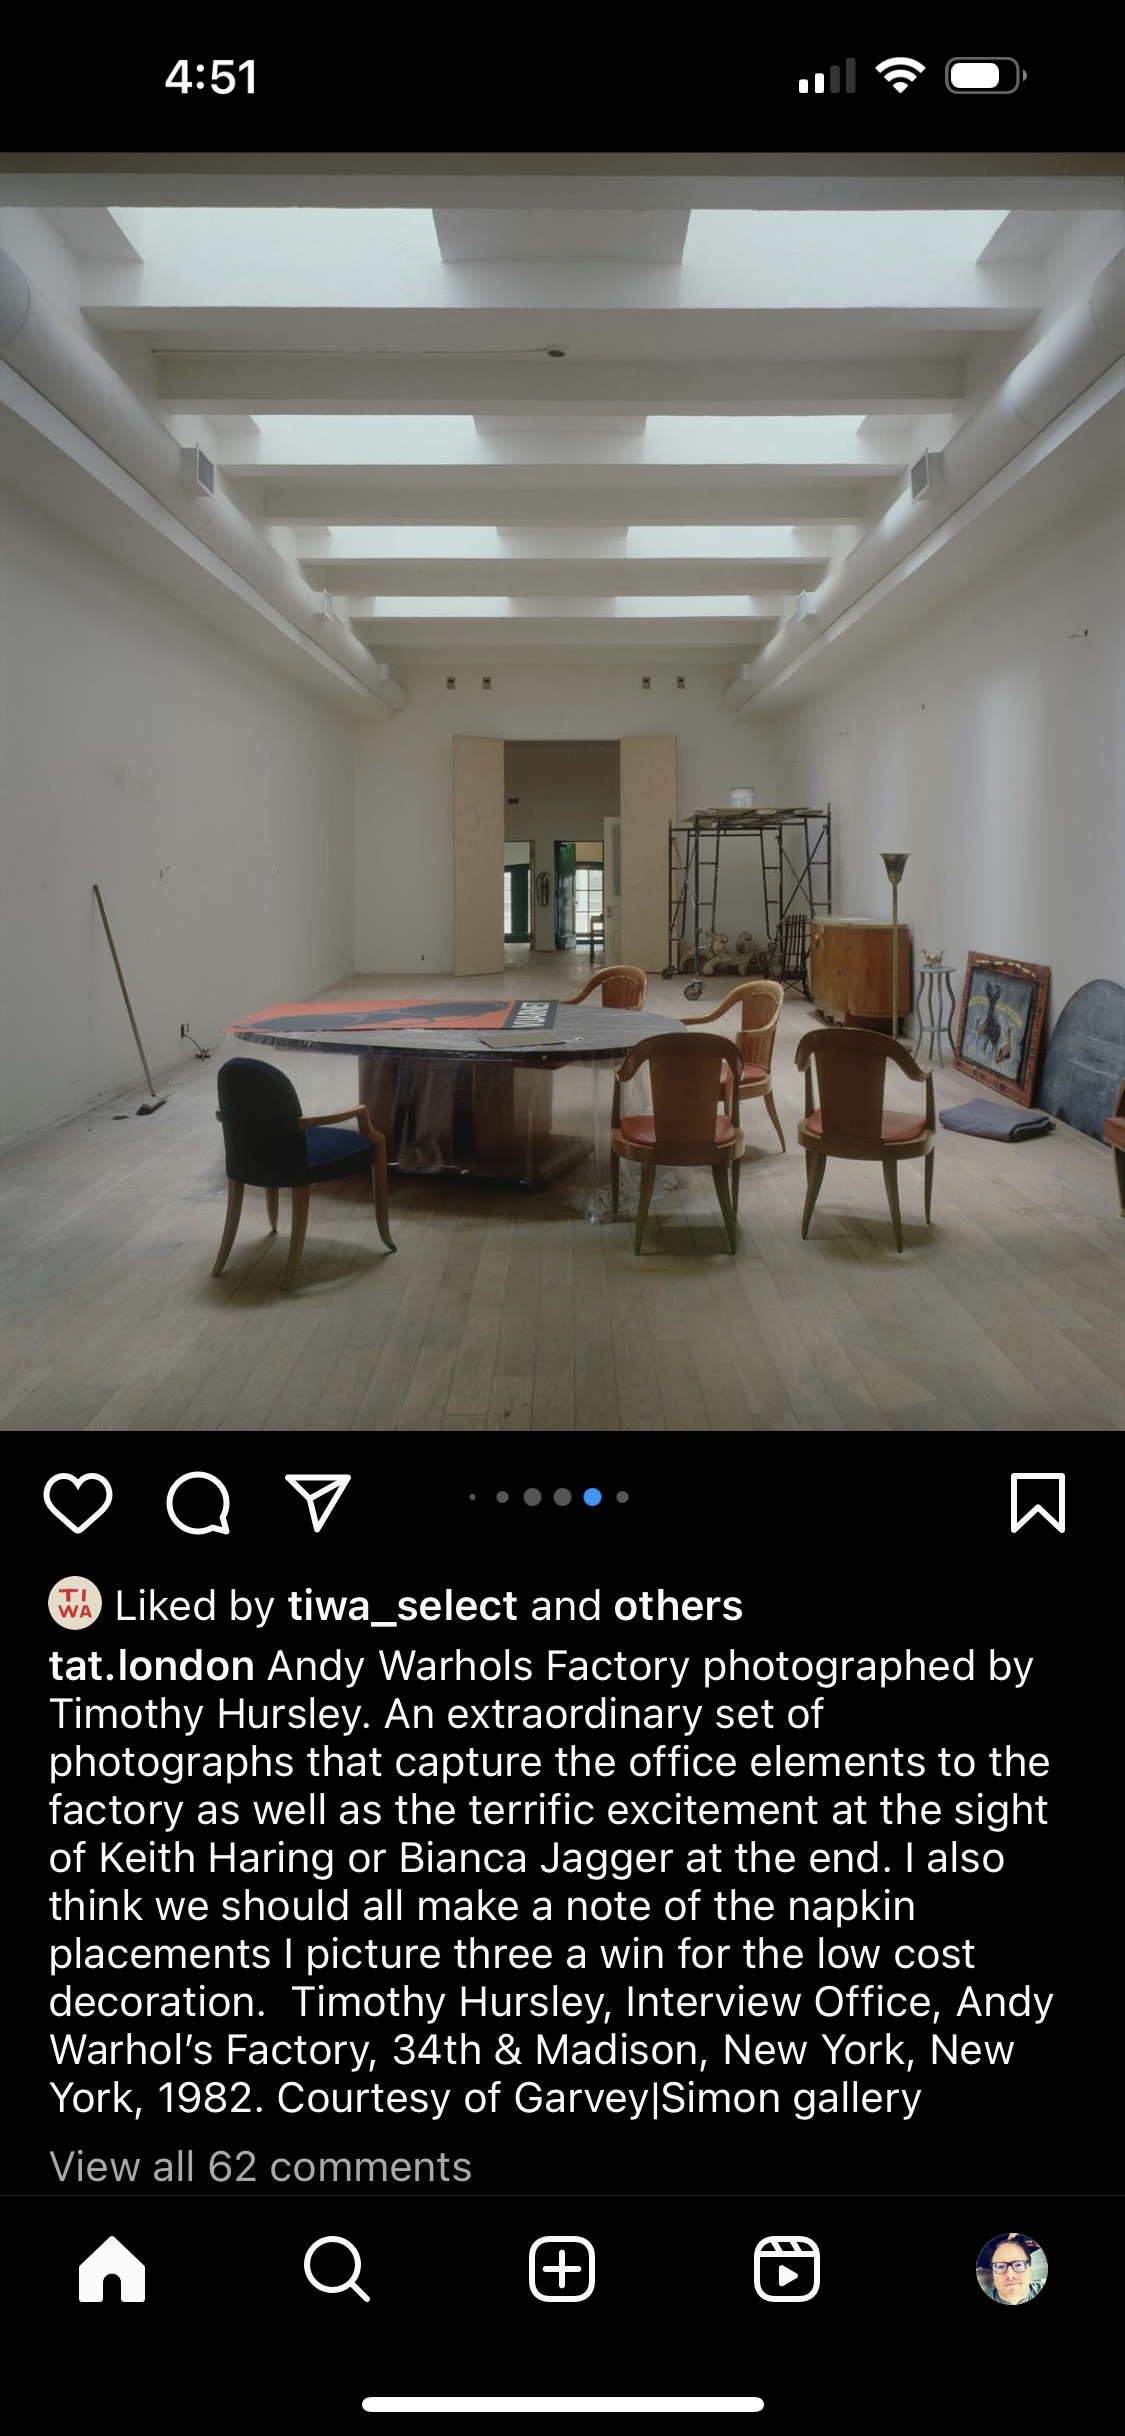 4:51
VUARNET
TI
WA
Liked by tiwa_select and others
tat.london Andy Warhols Factory photographed by
Timothy Hursley. An extraordinary set of
photographs that capture the office elements to the
factory as well as the terrific excitement at the sight
of Keith Haring or Bianca Jagger at the end. I also
think we should all make a note of the napkin
placements I picture three a win for the low cost
decoration.  Timothy Hursley, Interview Office, Andy
Warhol’s Factory, 34th & Madison, New York, New
York, 1982. Courtesy of Garvey|Simon gallery
View all 62 comments